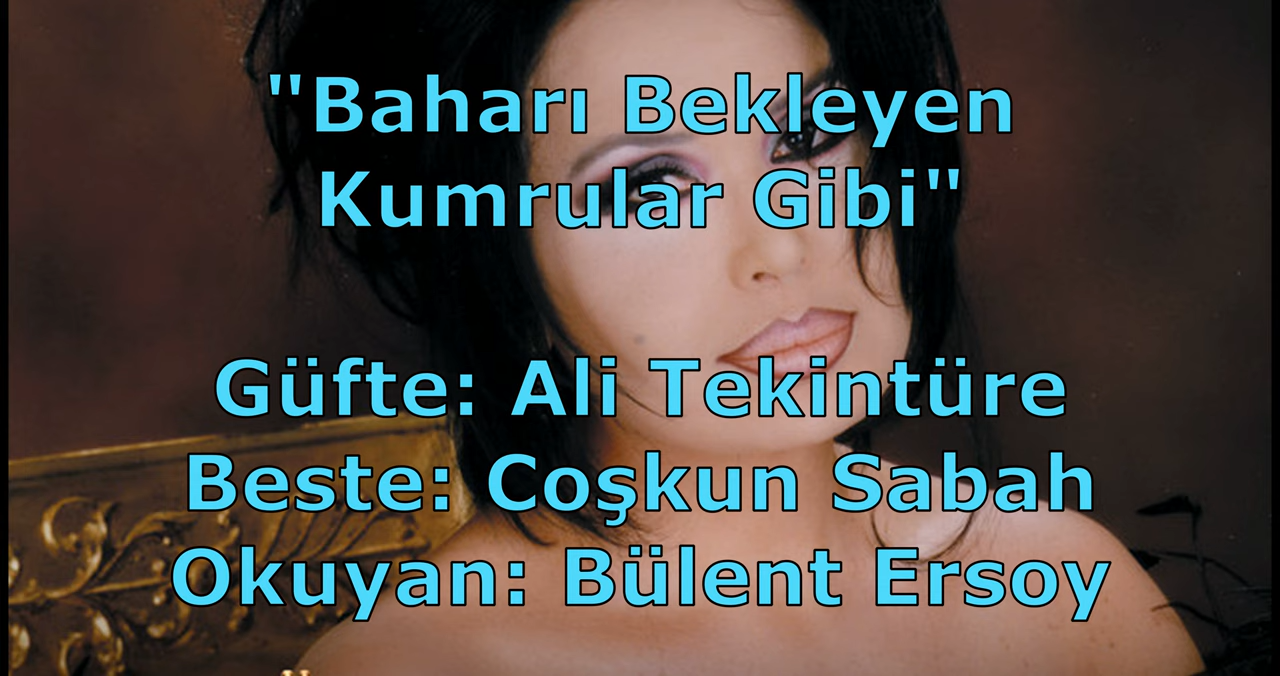 "Baharı Bekleyen
Kumrular Gibi"
Güfte: Ali Tekintüre
Beste: Coşkun Sabah
Okuyan: Bülent Ersoy